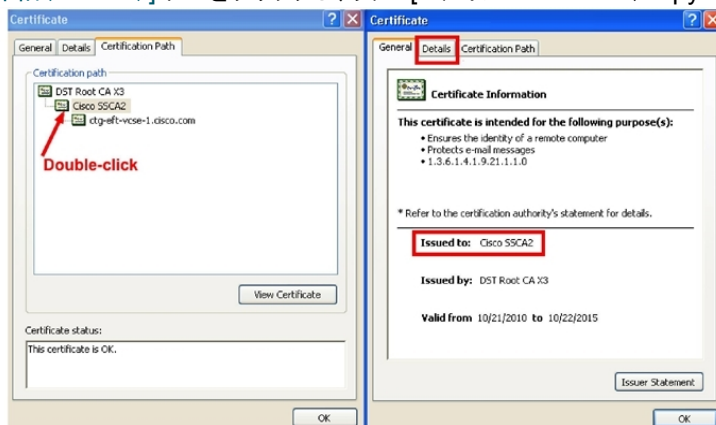 Certificate
General Details Certification Path
Certification path
DST Root CA X3
Cisco SSCA2
ctg-eft-vcse-1.cisco.com
Double-click
View Certificate
Certificate status:
This certificate is OK.
OK
Certificate
General Details Certification Path
Certificate Information
This certificate is intended for the following purpose(s):
• Ensures the identity of a remote computer
• Protects e-mail messages
• 1.3.6.1.4.1.9.21.1.1.0
* Refer to the certification authority's statement for details.
Issued to: Cisco SSCA2
Issued by: DST Root CA X3
Valid from 10/21/2010 to 10/22/2015
Issuer Statement
OK